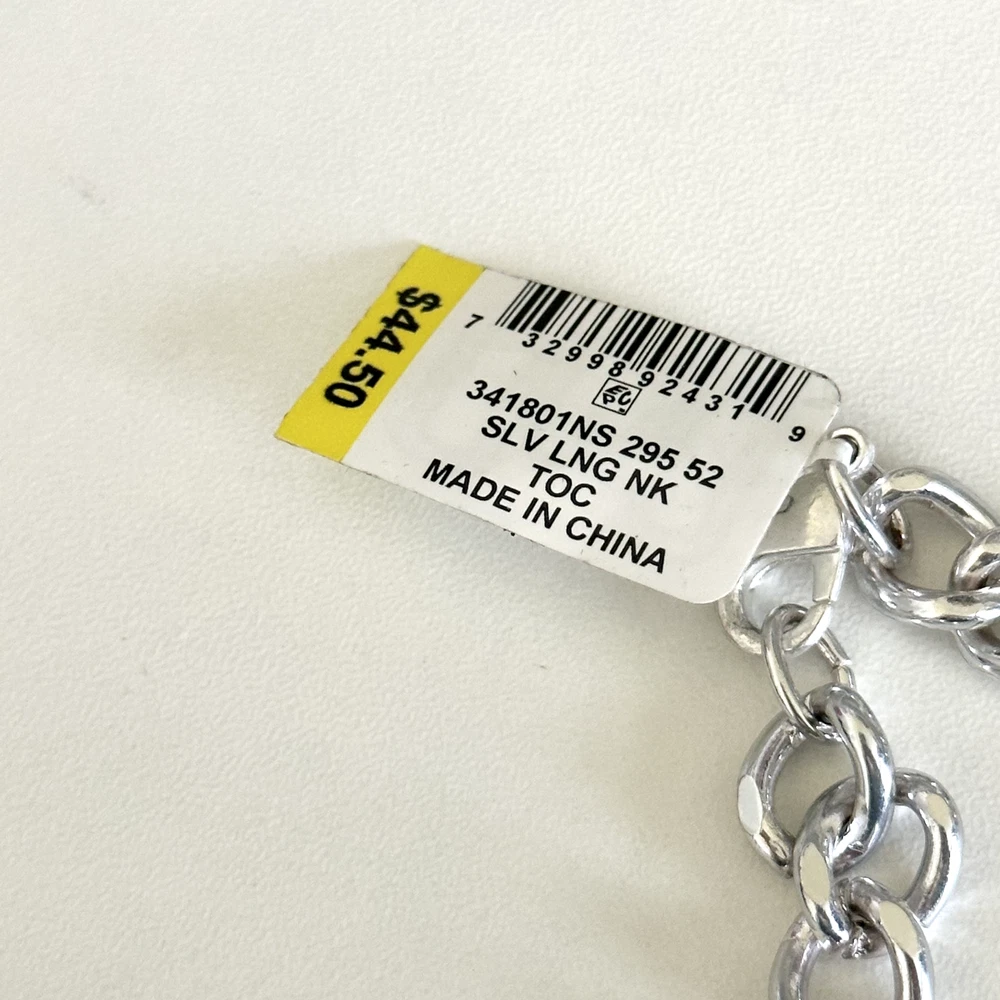 $44.50
7 32998 92431 9
341801NS 295 52
SLV LNG NK
TOC
MADE IN CHINA